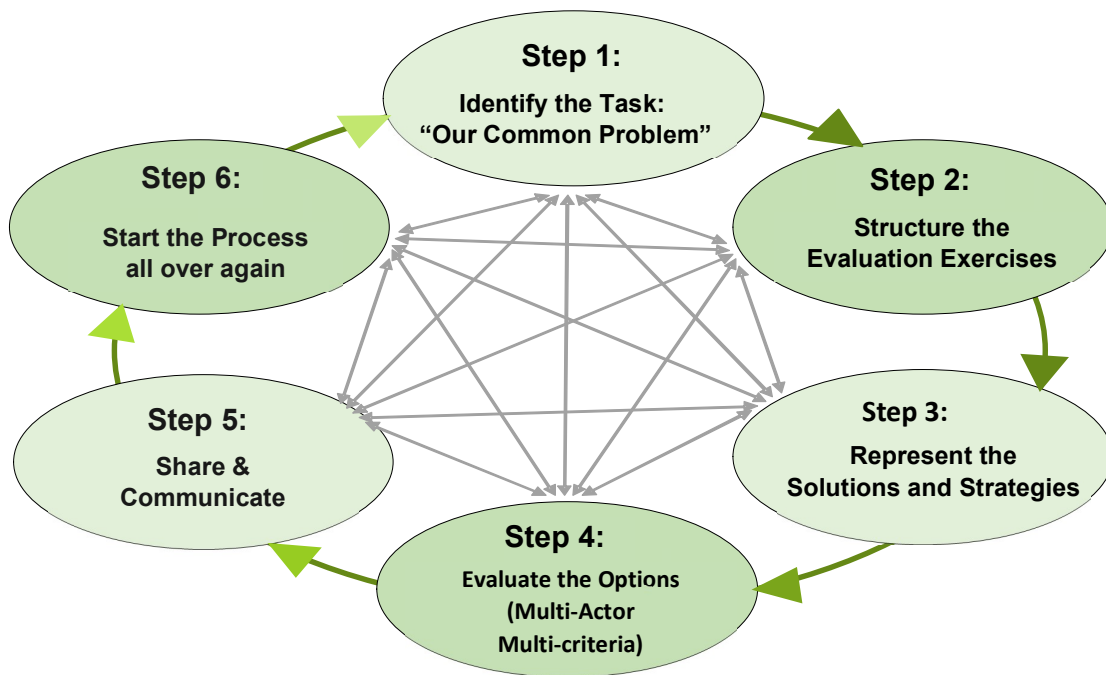 Step 1:
Identify the Task:
“Our Common Problem”
Step 2:
Structure the
Evaluation Exercises
Step 3:
Represent the
Solutions and Strategies
Step 4:
Evaluate the Options
(Multi-Actor
Multi-criteria)
Step 5:
Share &
Communicate
Step 6:
Start the Process
all over again